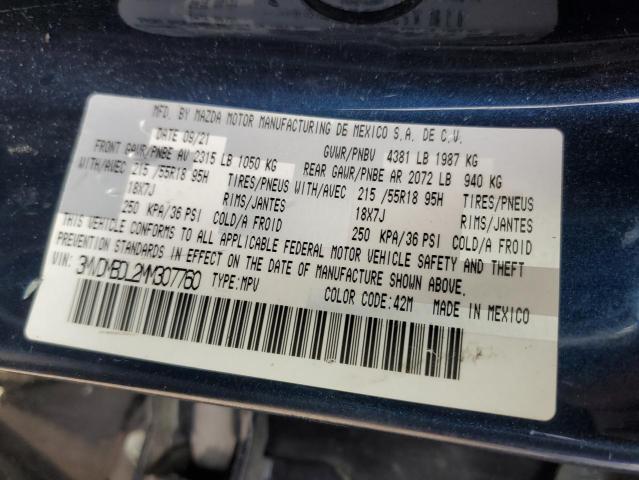 MFD. BY MAZDA MOTOR MANUFACTURING DE MEXICO S.A. DE C.V.
DATE 09/21 GVWR/PNBV 4381 LB 1987 KG
FRONT GAWR/PNBE AV 2315 LB 1050 KG REAR GAWR/PNBE AR 2072 LB 940 KG
WITH/AVEC 215 /55R18 95H TIRES/PNEUS WITH/AVEC 215 /55R18 95H TIRES/PNEUS
18X7J RIMS/JANTES 18X7J RIMS/JANTES
250 KPA/36 PSI COLD/A FROID 250 KPA/36 PSI COLD/A FROID
THIS VEHICLE CONFORMS TO ALL APPLICABLE FEDERAL MOTOR VEHICLE SAFETY AND THEFT
PREVENTION STANDARDS IN EFFECT ON THE DATE OF MANUFACTURE SHOWN ABOVE.
VIN: 3MVDMBDL2MM307760 TYPE:MPV
COLOR CODE:42M MADE IN MEXICO